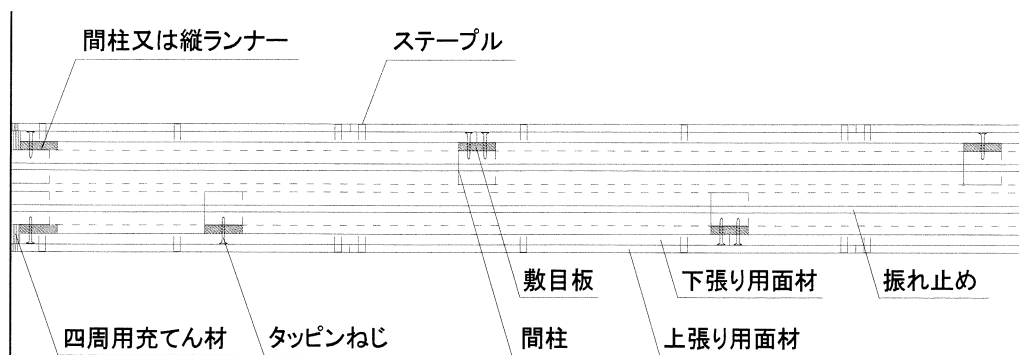 間柱又は縦ランナー
ステープル
敷目板
下張り用面材
振れ止め
四周用充てん材
タッピンねじ
間柱
上張り用面材